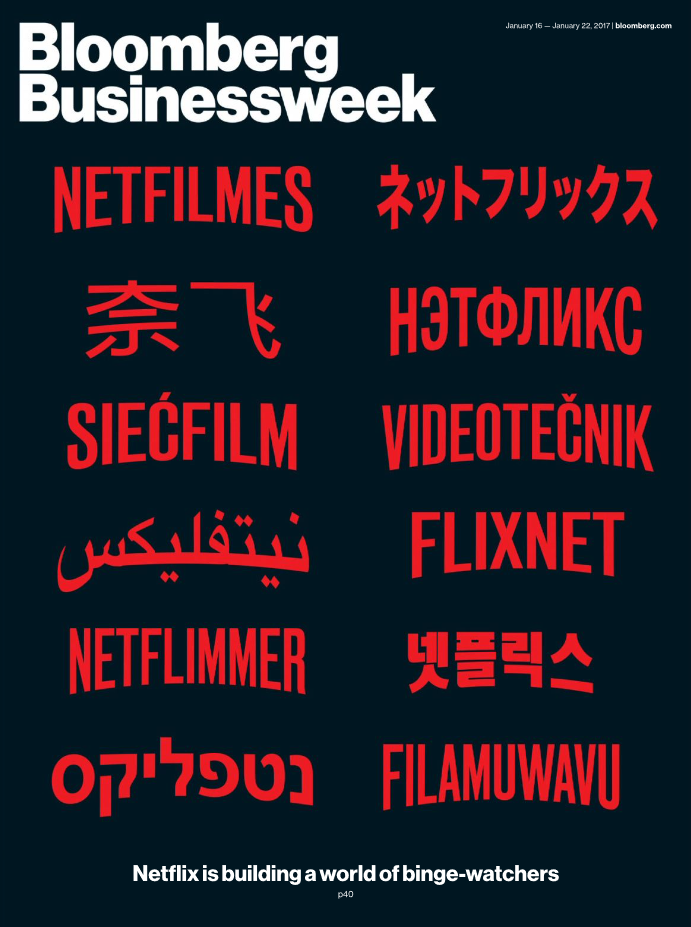 January 16 — January 22, 2017 | bloomberg.com
Bloomberg
Businessweek
NETFILMES
ネットフリックス
奈飞
НЭТФЛИКС
SIEĆFILM
VIDEOTEČNIK
نيتفليكس
FLIXNET
NETFLIMMER
넷플릭스
נטפליקס
FILAMUWAVU
Netflix is building a world of binge-watchers
p40